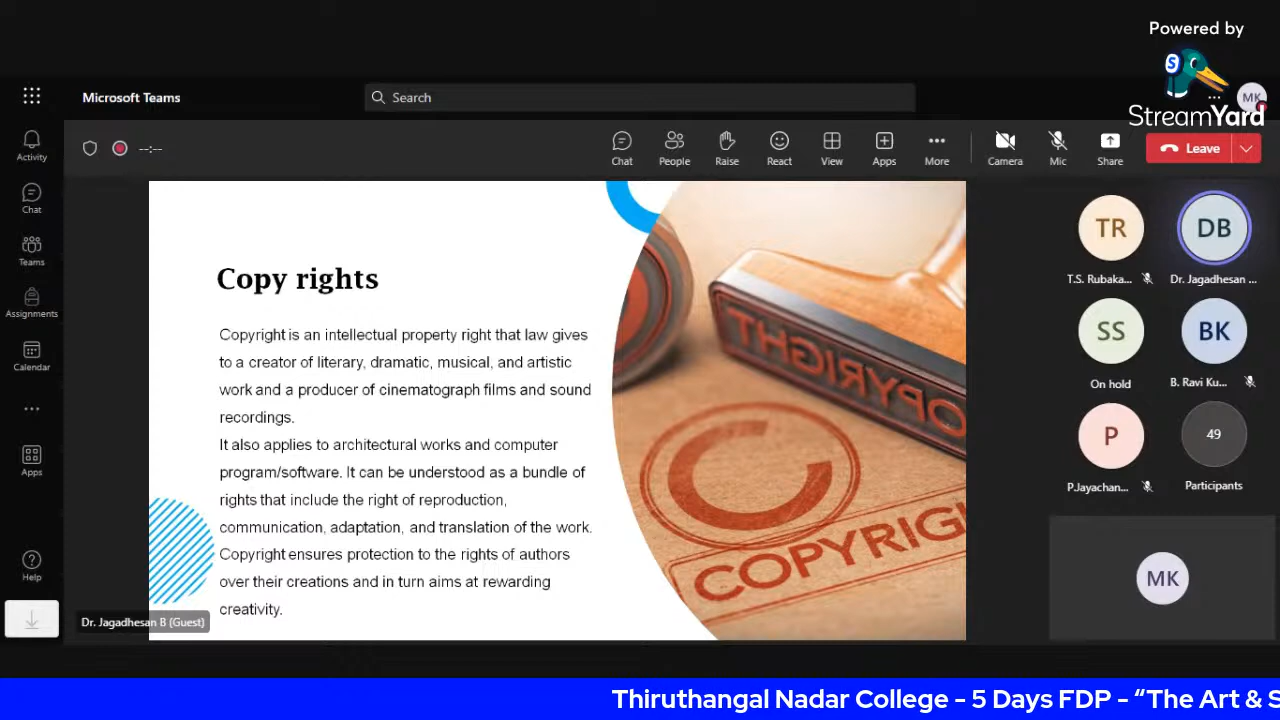 Powered by
StreamYard
Microsoft Teams
Search
MK
Activity
Chat
Teams
Assignments
Calendar
Apps
Help
--:--
Chat
People
Raise
React
View
Apps
More
Camera
Mic
Share
Leave
Copy rights
Copyright is an intellectual property right that law gives
to a creator of literary, dramatic, musical, and artistic
work and a producer of cinematograph films and sound
recordings.
It also applies to architectural works and computer
program/software. It can be understood as a bundle of
rights that include the right of reproduction,
communication, adaptation, and translation of the work.
Copyright ensures protection to the rights of authors
over their creations and in turn aims at rewarding
creativity.
COPYRIGHT
COPYRIGH
C
Dr. Jagadhesan B (Guest)
TR
T.S. Rubaka...
DB
Dr. Jagadhesan ...
SS
On hold
BK
B. Ravi Ku...
P
P.Jayachan...
49
Participants
MK
Thiruthangal Nadar College - 5 Days FDP - “The Art & S